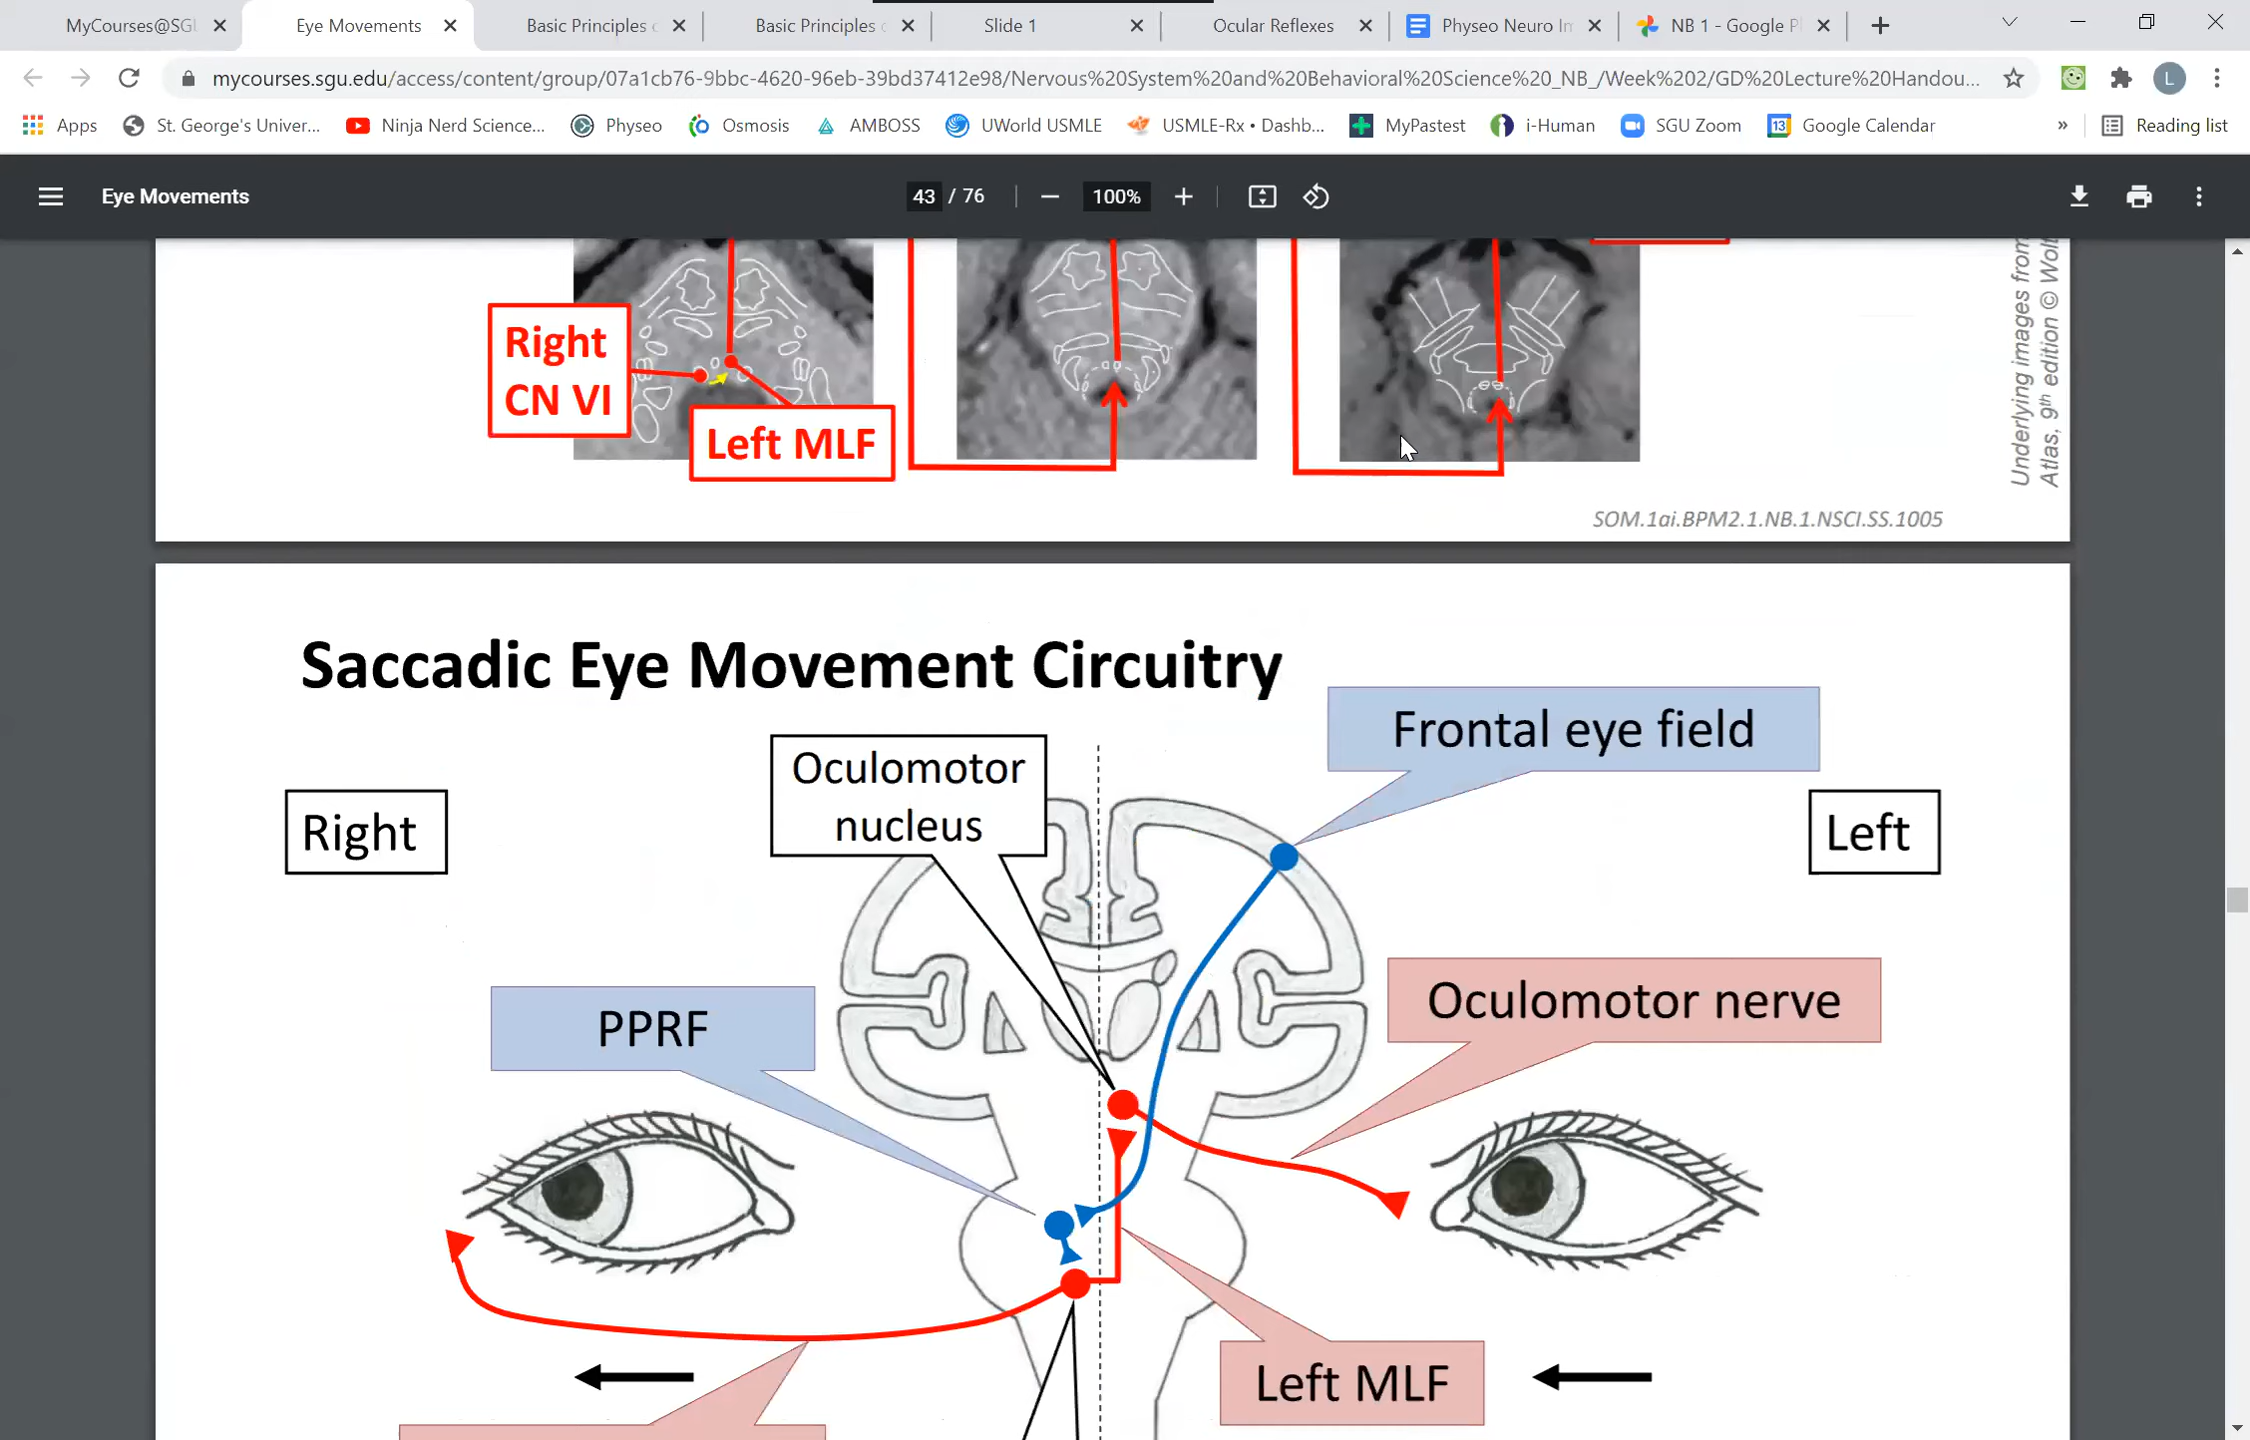 MyCourses@SGU
Eye Movements
Basic Principles o
Basic Principles o
Slide 1
Ocular Reflexes
Physeo Neuro Im
NB 1 - Google P
mycourses.sgu.edu/access/content/group/07a1cb76-9bbc-4620-96eb-39bd37412e98/Nervous%20System%20and%20Behavioral%20Science%20_NB_/Week%202/GD%20Lecture%20Handou...
L
Apps
St. George's Univer...
Ninja Nerd Science...
Physeo
Osmosis
AMBOSS
UWorld USMLE
USMLE-Rx • Dashb...
MyPastest
i-Human
SGU Zoom
13
Google Calendar
»
Reading list
Eye Movements
43 / 76
100%
Right
CN VI
Left MLF
Underlying images from
Atlas, 9th edition © Wolt
SOM.1ai.BPM2.1.NB.1.NSCI.SS.1005
Saccadic Eye Movement Circuitry
Frontal eye field
Oculomotor
nucleus
Right
Left
PPRF
Oculomotor nerve
Left MLF